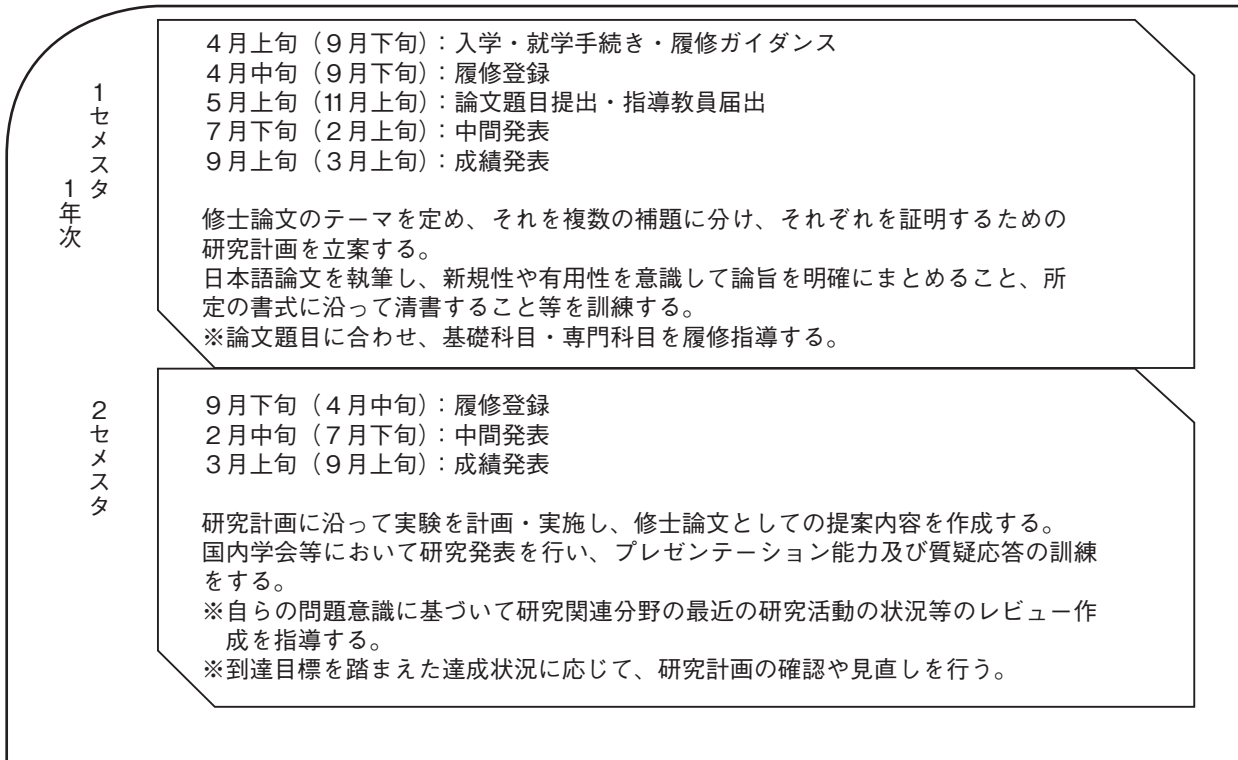 1セメスタ
1年次
4月上旬（9月下旬）：入学・就学手続き・履修ガイダンス
4月中旬（9月下旬）：履修登録
5月上旬（11月上旬）：論文題目提出・指導教員届出
7月下旬（2月上旬）：中間発表
9月上旬（3月上旬）：成績発表
修士論文のテーマを定め、それを複数の補題に分け、それぞれを証明するための
研究計画を立案する。
日本語論文を執筆し、新規性や有用性を意識して論旨を明確にまとめること、所
定の書式に沿って清書すること等を訓練する。
※論文題目に合わせ、基礎科目・専門科目を履修指導する。
2セメスタ
9月下旬（4月中旬）：履修登録
2月中旬（7月下旬）：中間発表
3月上旬（9月上旬）：成績発表
研究計画に沿って実験を計画・実施し、修士論文としての提案内容を作成する。
国内学会等において研究発表を行い、プレゼンテーション能力及び質疑応答の訓練
をする。
※自らの問題意識に基づいて研究関連分野の最近の研究活動の状況等のレビュー作
成を指導する。
※到達目標を踏まえた達成状況に応じて、研究計画の確認や見直しを行う。